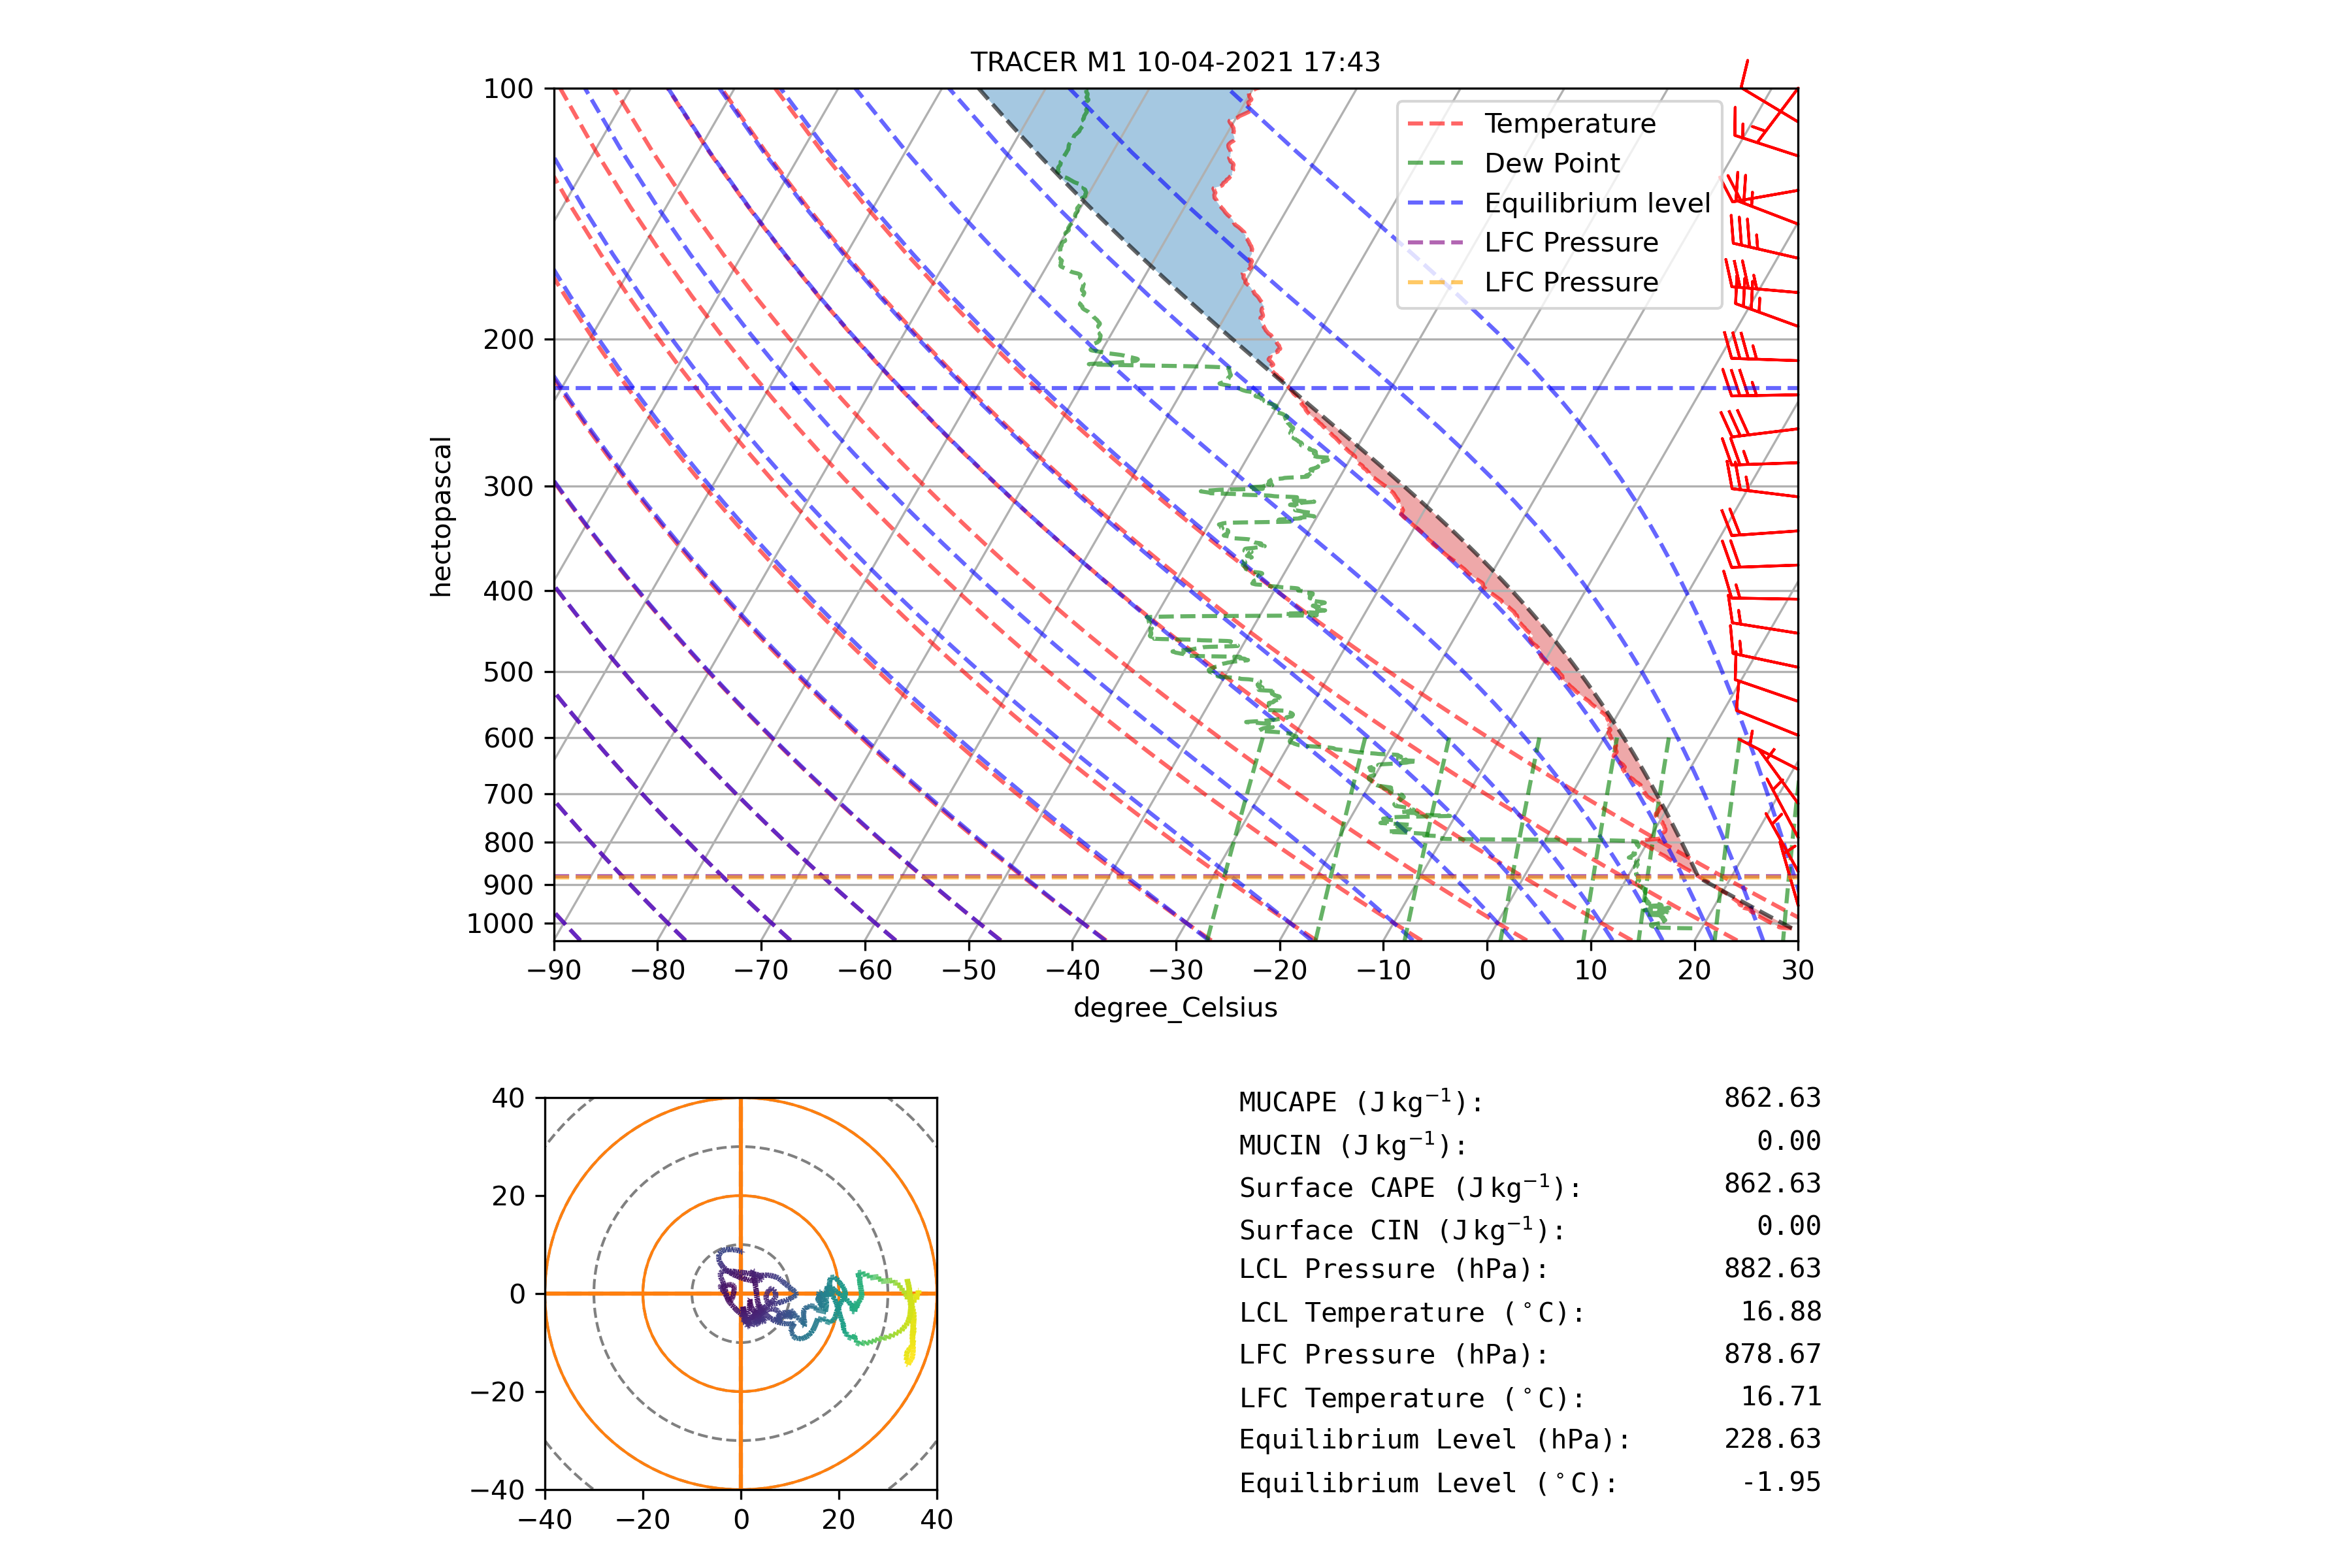 TRACER M1 10-04-2021 17:43
100
200
300
400
500
600
700
800
900
1000
hectopascal
Temperature
Dew Point
Equilibrium level
LFC Pressure
LFC Pressure
−90 −80 −70 −60 −50 −40 −30 −20 −10 0 10 20 30
degree_Celsius
40
20
0
−20
−40
−40 −20 0 20 40
MUCAPE (J kg⁻¹): 862.63
MUCIN (J kg⁻¹): 0.00
Surface CAPE (J kg⁻¹): 862.63
Surface CIN (J kg⁻¹): 0.00
LCL Pressure (hPa): 882.63
LCL Temperature (°C): 16.88
LFC Pressure (hPa): 878.67
LFC Temperature (°C): 16.71
Equilibrium Level (hPa): 228.63
Equilibrium Level (°C): -1.95